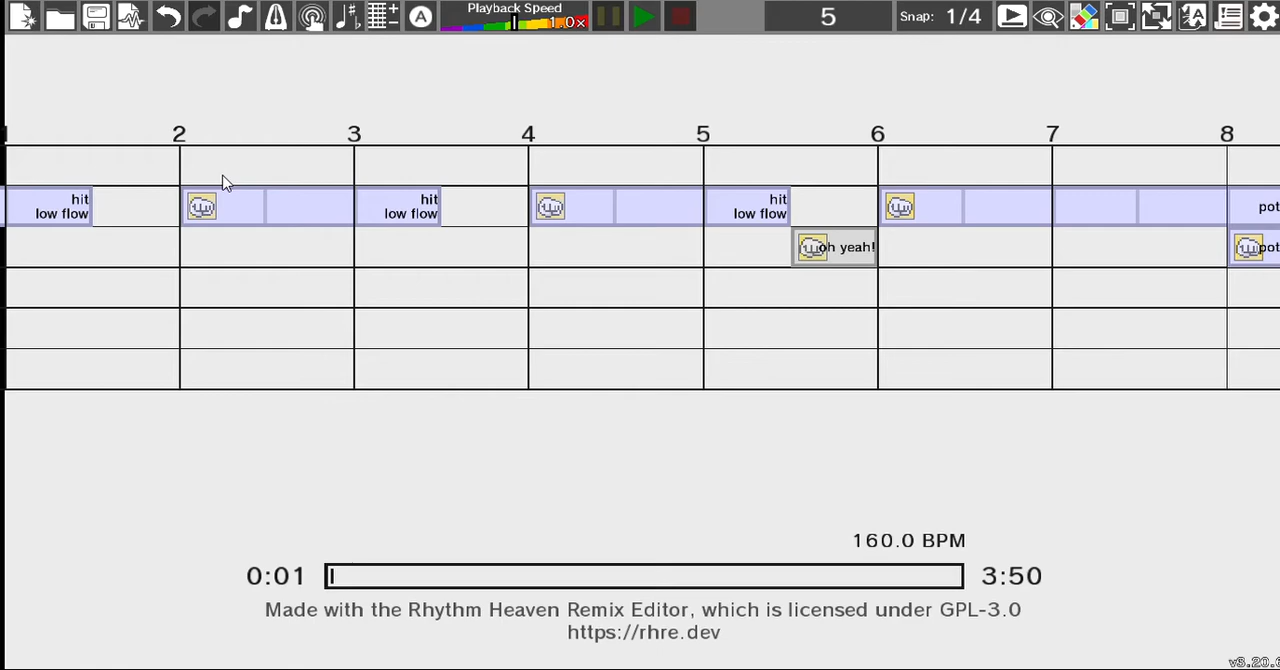 Playback Speed
1.0x
5
Snap: 1/4
A
2 3 4 5 6 7 8
hit
low flow
hit
low flow
hit
low flow
pot
oh yeah!
pot
160.0 BPM
0:01
3:50
Made with the Rhythm Heaven Remix Editor, which is licensed under GPL-3.0
https://rhre.dev